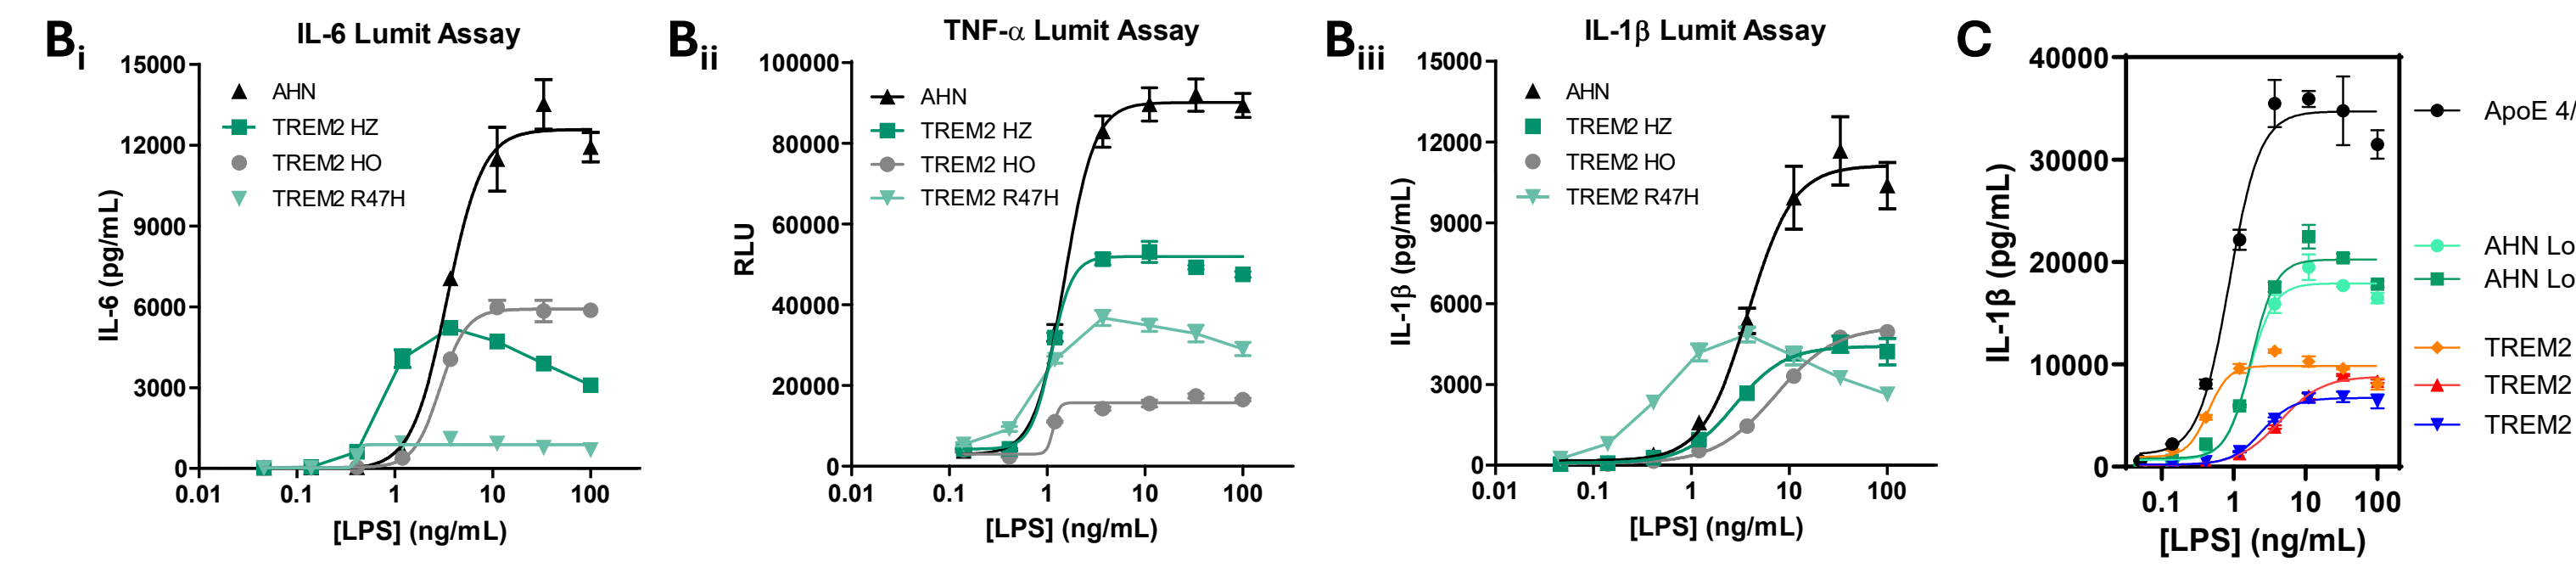 Bi
IL-6 Lumit Assay
IL-6 (pg/mL)
15000
12000
9000
6000
3000
0
AHN
TREM2 HZ
TREM2 HO
TREM2 R47H
0.01 0.1 1 10 100
[LPS] (ng/mL)
Bii
TNF-α Lumit Assay
RLU
100000
80000
60000
40000
20000
0
AHN
TREM2 HZ
TREM2 HO
TREM2 R47H
0.01 0.1 1 10 100
[LPS] (ng/mL)
Biii
IL-1β Lumit Assay
IL-1β (pg/mL)
15000
12000
9000
6000
3000
0
AHN
TREM2 HZ
TREM2 HO
TREM2 R47H
0.01 0.1 1 10 100
[LPS] (ng/mL)
C
IL-1β (pg/mL)
40000
30000
20000
10000
0
0.1 1 10 100
[LPS] (ng/mL)
ApoE 4/
AHN Lo
AHN Lo
TREM2
TREM2
TREM2